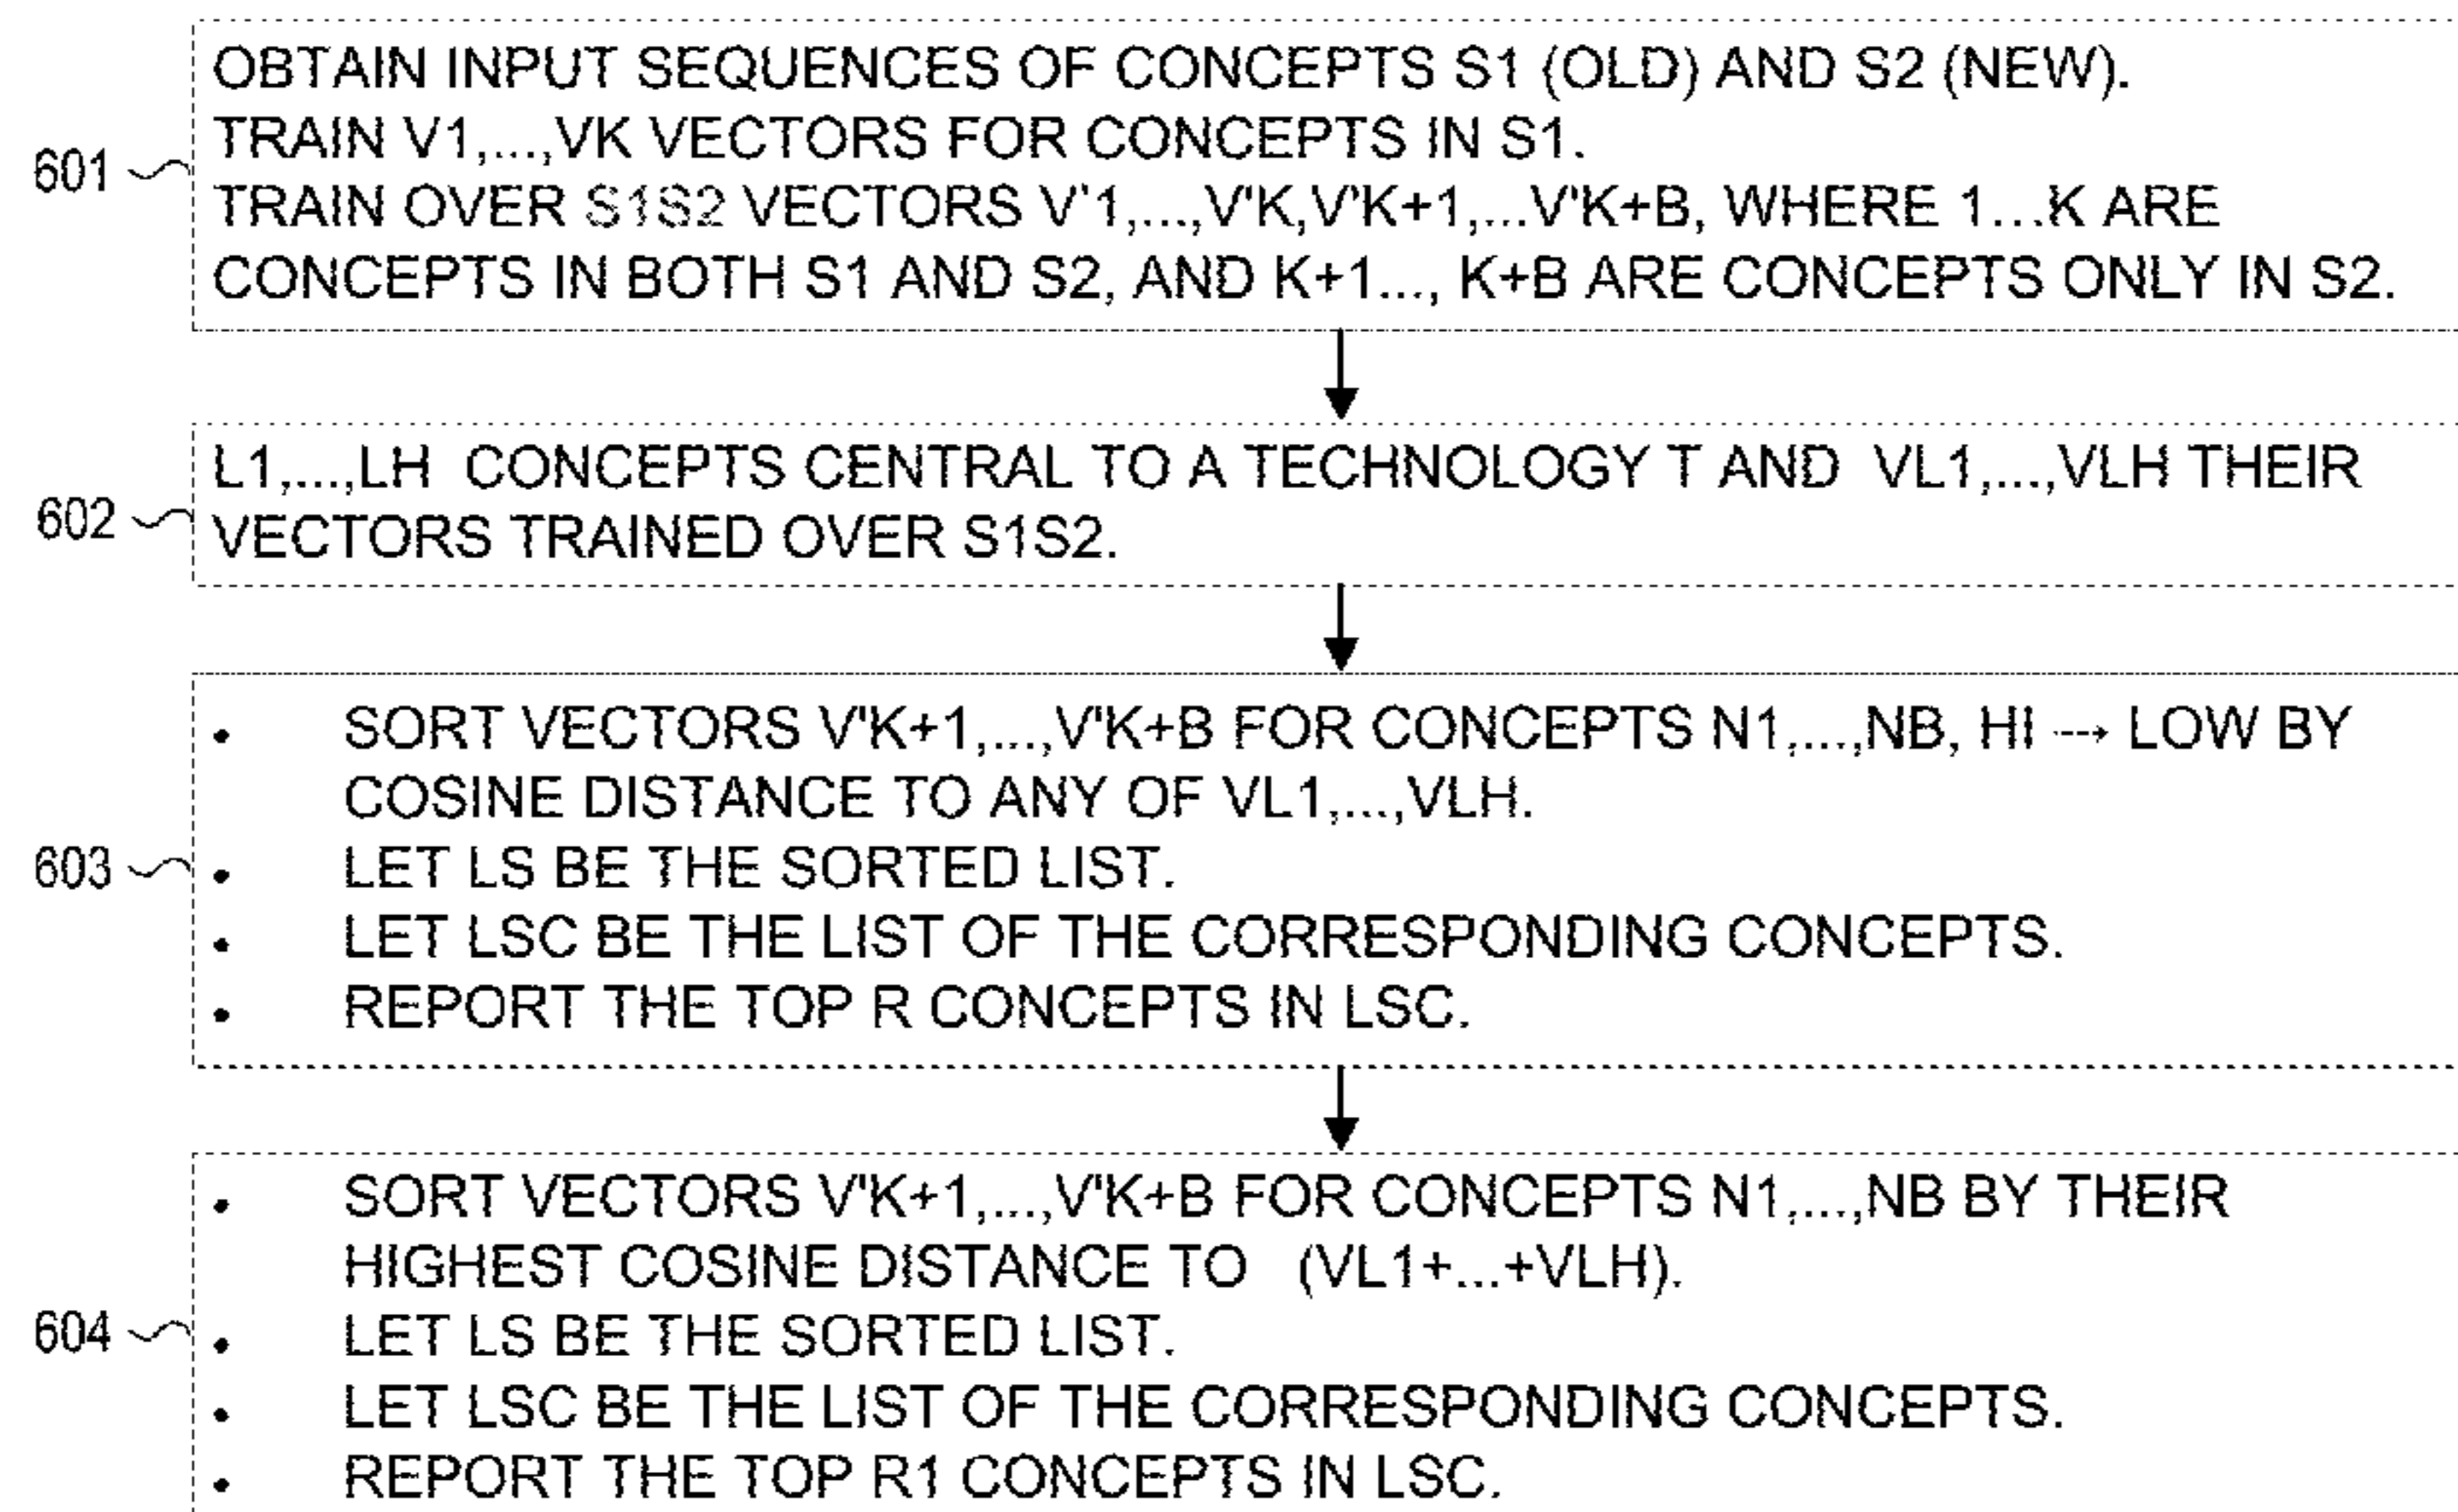 OBTAIN INPUT SEQUENCES OF CONCEPTS S1 (OLD) AND S2 (NEW).
TRAIN V1,...,VK VECTORS FOR CONCEPTS IN S1.
601
TRAIN OVER S1S2 VECTORS V'1,...,V'K,V'K+1,...V'K+B, WHERE 1...K ARE
CONCEPTS IN BOTH S1 AND S2, AND K+1..., K+B ARE CONCEPTS ONLY IN S2.
L1,...,LH CONCEPTS CENTRAL TO A TECHNOLOGY T AND VL1,...,VLH THEIR
602
VECTORS TRAINED OVER S1S2.
• SORT VECTORS V'K+1,...,V'K+B FOR CONCEPTS N1,...,NB, HI --→ LOW BY
COSINE DISTANCE TO ANY OF VL1,...,VLH.
603
• LET LS BE THE SORTED LIST.
• LET LSC BE THE LIST OF THE CORRESPONDING CONCEPTS.
• REPORT THE TOP R CONCEPTS IN LSC.
• SORT VECTORS V'K+1,...,V'K+B FOR CONCEPTS N1,...,NB BY THEIR
HIGHEST COSINE DISTANCE TO (VL1+...+VLH).
604
• LET LS BE THE SORTED LIST.
• LET LSC BE THE LIST OF THE CORRESPONDING CONCEPTS.
• REPORT THE TOP R1 CONCEPTS IN LSC.